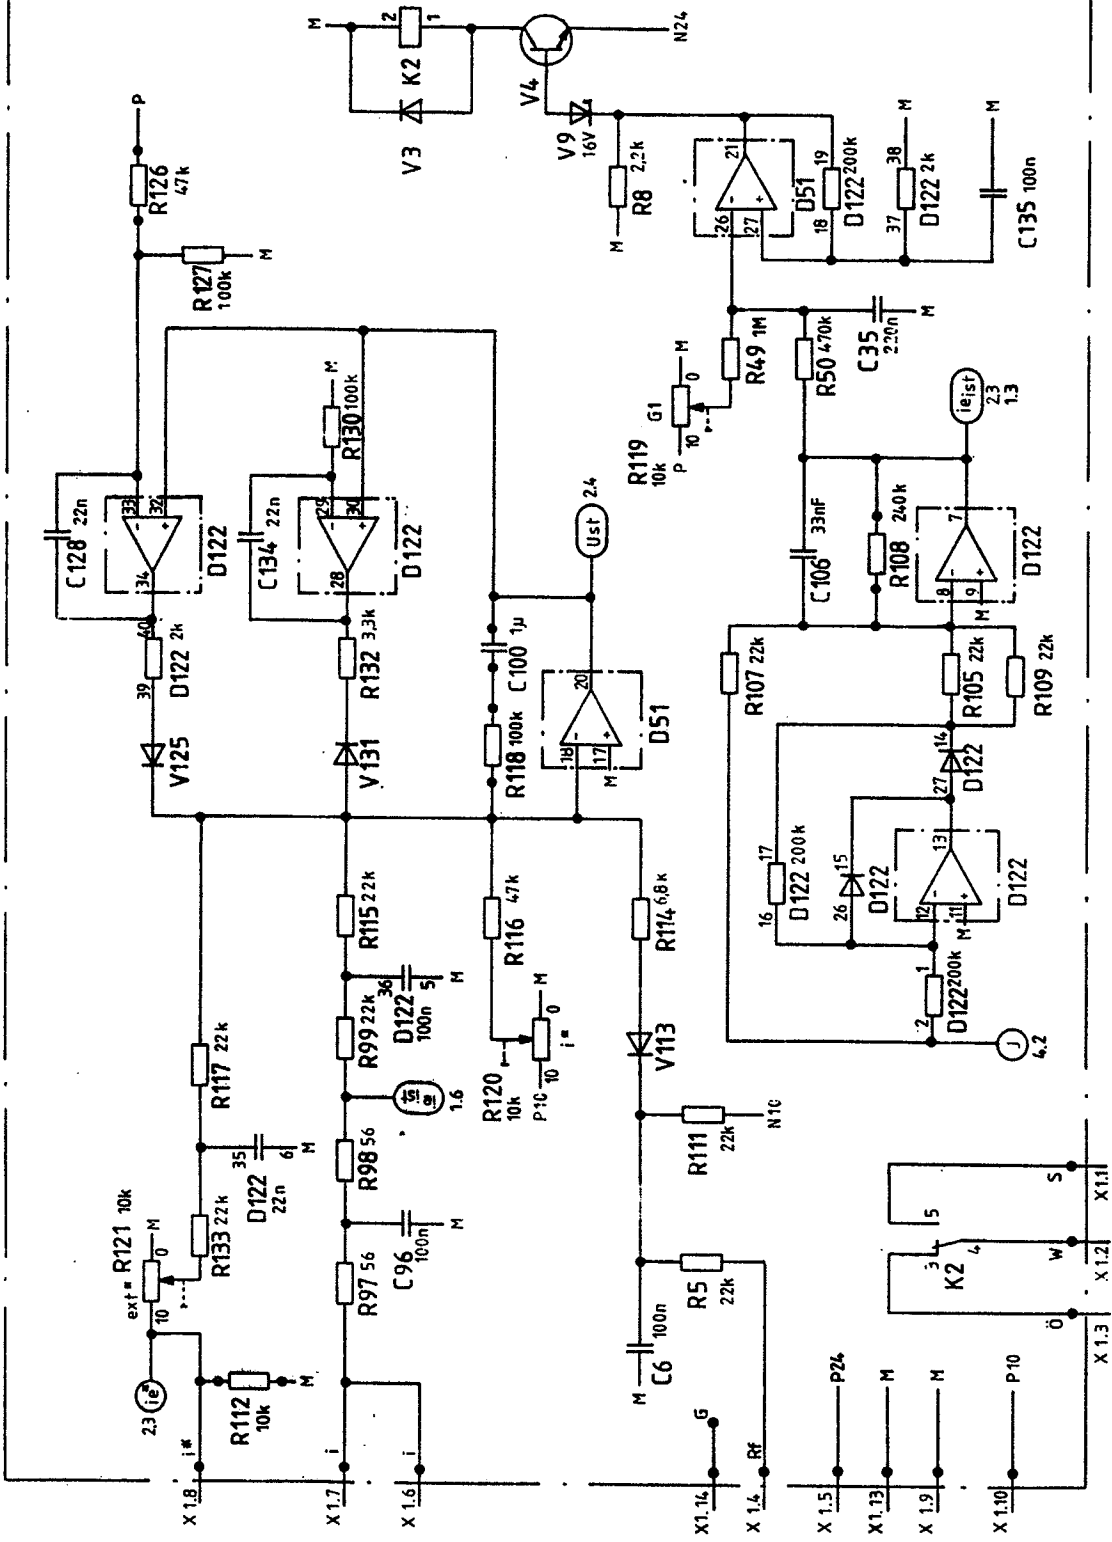 M
2
1
K2
V3
V4
N24
V9
16V
R8
2,2k
M
P
R126
47k
R127
100k
M
C128
22n
33
32
34
D122
40
D122
2k
39
V125
M
R130
100k
29
30
28
C134
22n
D122
R132
3,3k
V131
26
27
21
D51
18
19
D122
200k
37
38
D122
2k
M
C135
100n
M
R49
1M
R50
470k
C35
M
R119
10k
G1
P
10
0
M
Ust
2.4
C100
1µ
R118
100k
18
17
20
M
D51
ie ist
2.3
1.3
C106
33nF
R108
240k
8
9
7
M
D122
R107
22k
R105
22k
R109
22k
14
27
D122
17
16
D122
200k
15
26
D122
12
11
13
M
D122
1
2
D122
200k
J
4.2
R117
22k
R115
22k
R99
22k
36
5
D122
100n
M
R116
47k
R120
10k
P10
10
0
M
i*
R114
6,8k
V113
R111
22k
N10
ie ist
1.6
R98
56
C96
100n
M
R97
56
35
6
D122
22n
M
R133
22k
R121
10k
ext*
10
0
M
ie*
2.3
R112
10k
M
C6
100n
M
R5
22k
i*
X 1.8
i
X 1.7
i
X 1.6
G
X1.14
Rf
X 1.4
P24
X 1.5
M
X1.13
M
X 1.9
P10
X 1.10
K2
3
4
5
Ö
X 1.3
W
X 1.2
S
X 1.1